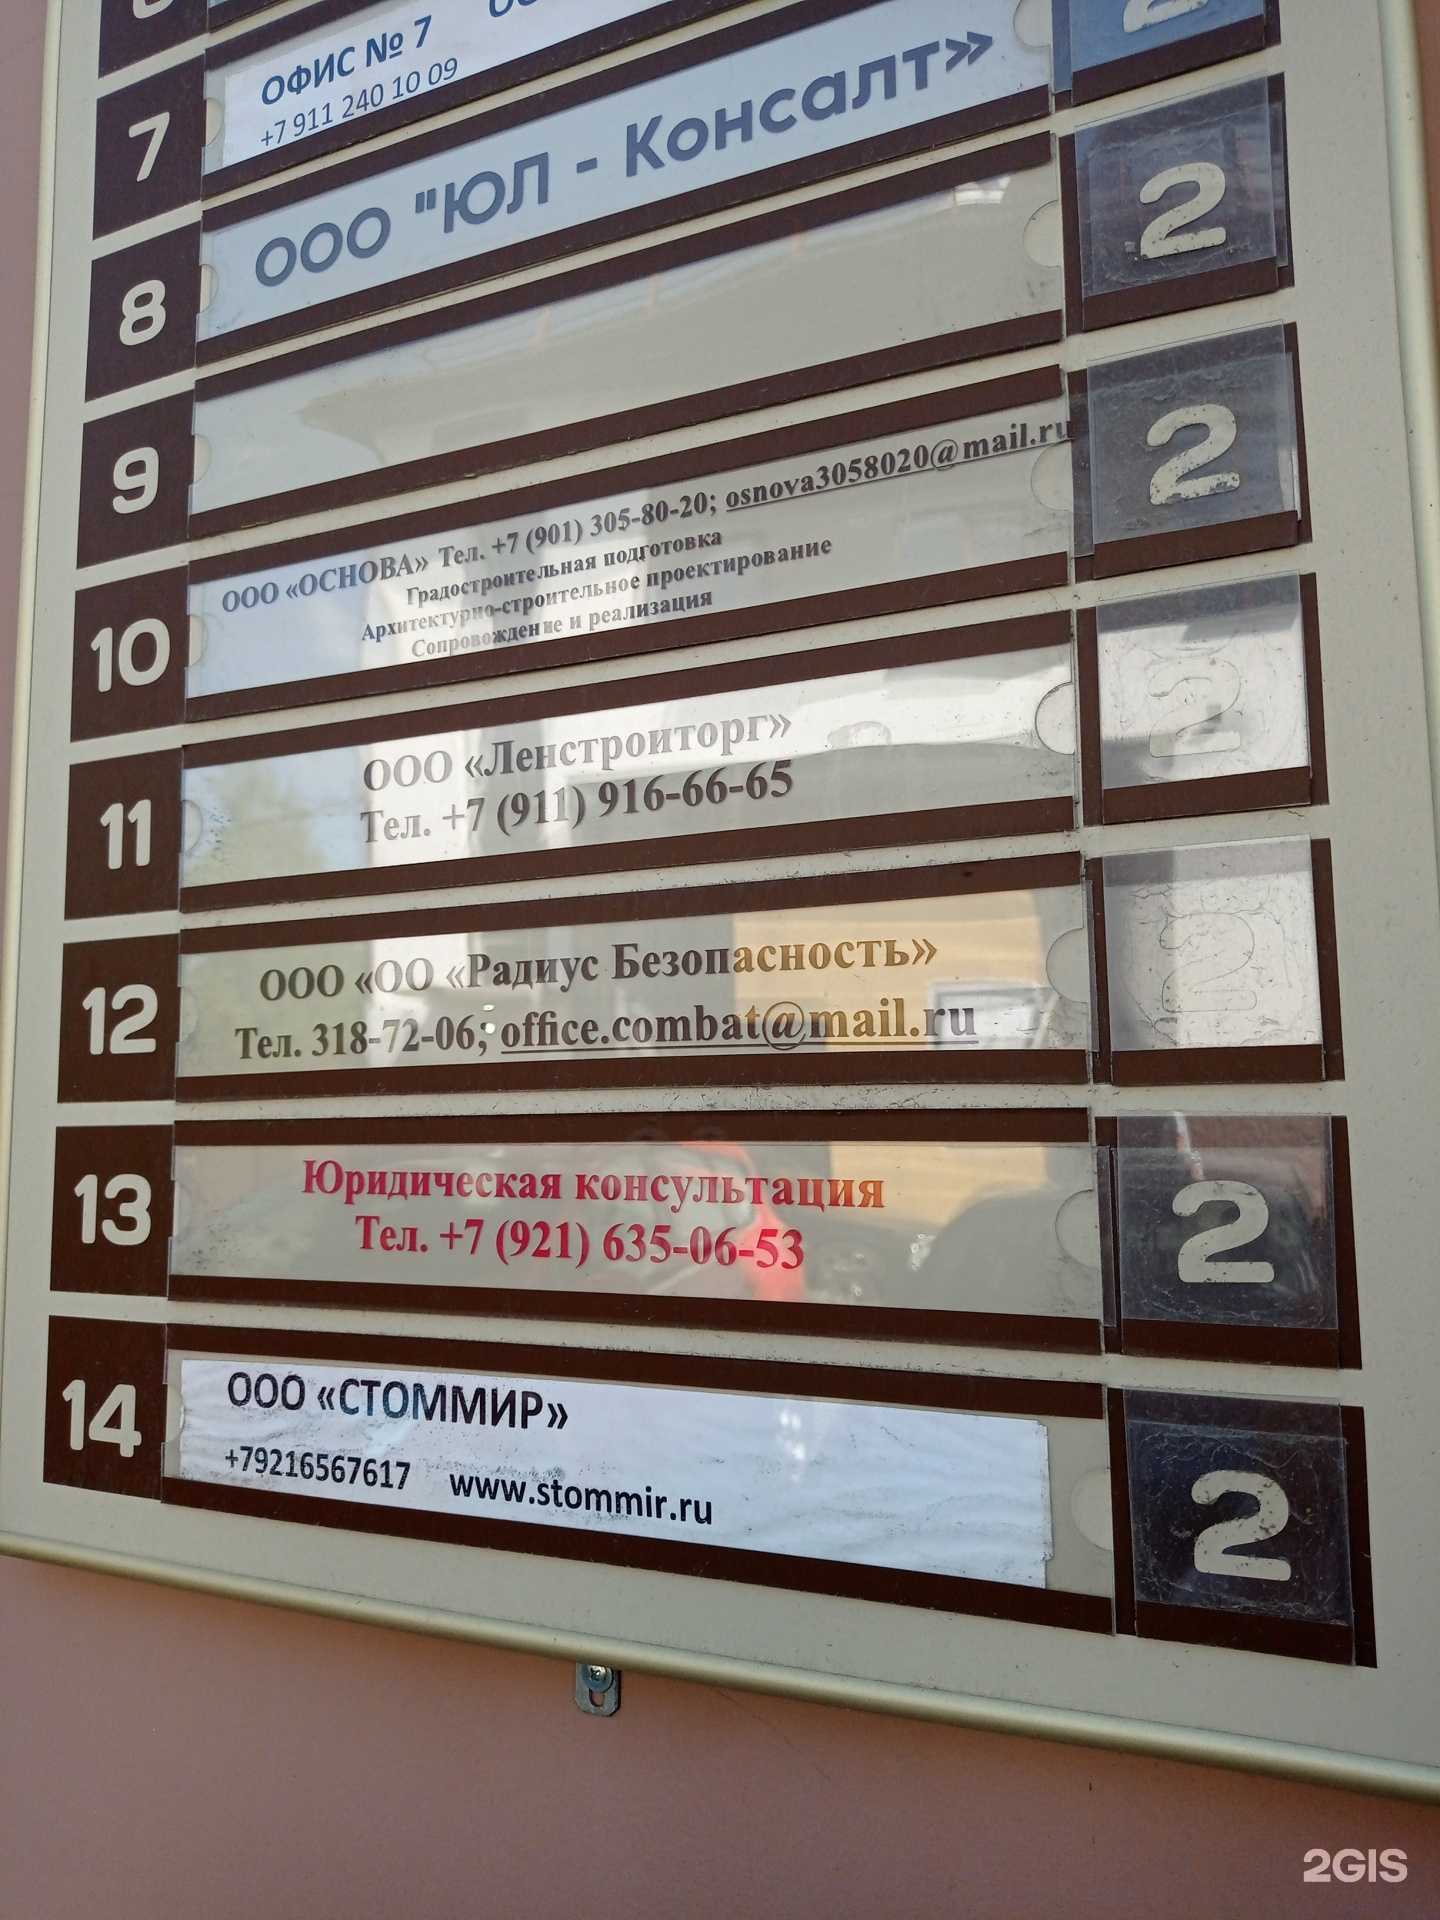 7
ОФИС № 7
+7 911 240 10 09
2
8
ООО "ЮЛ - Консалт»
2
9
2
10
ООО «ОСНОВА» Тел. +7 (901) 305-80-20; osnova3058020@mail.ru
Градостроительная подготовка
Архитектурно-строительное проектирование
Сопровождение и реализация
2
11
ООО «Ленстроиторг»
Тел. +7 (911) 916-66-65
2
12
ООО «ОО «Радиус Безопасность»
Тел. 318-72-06; office.combat@mail.ru
2
13
Юридическая консультация
Тел. +7 (921) 635-06-53
2
14
ООО «СТОММИР»
+79216567617 www.stommir.ru
2
2GIS